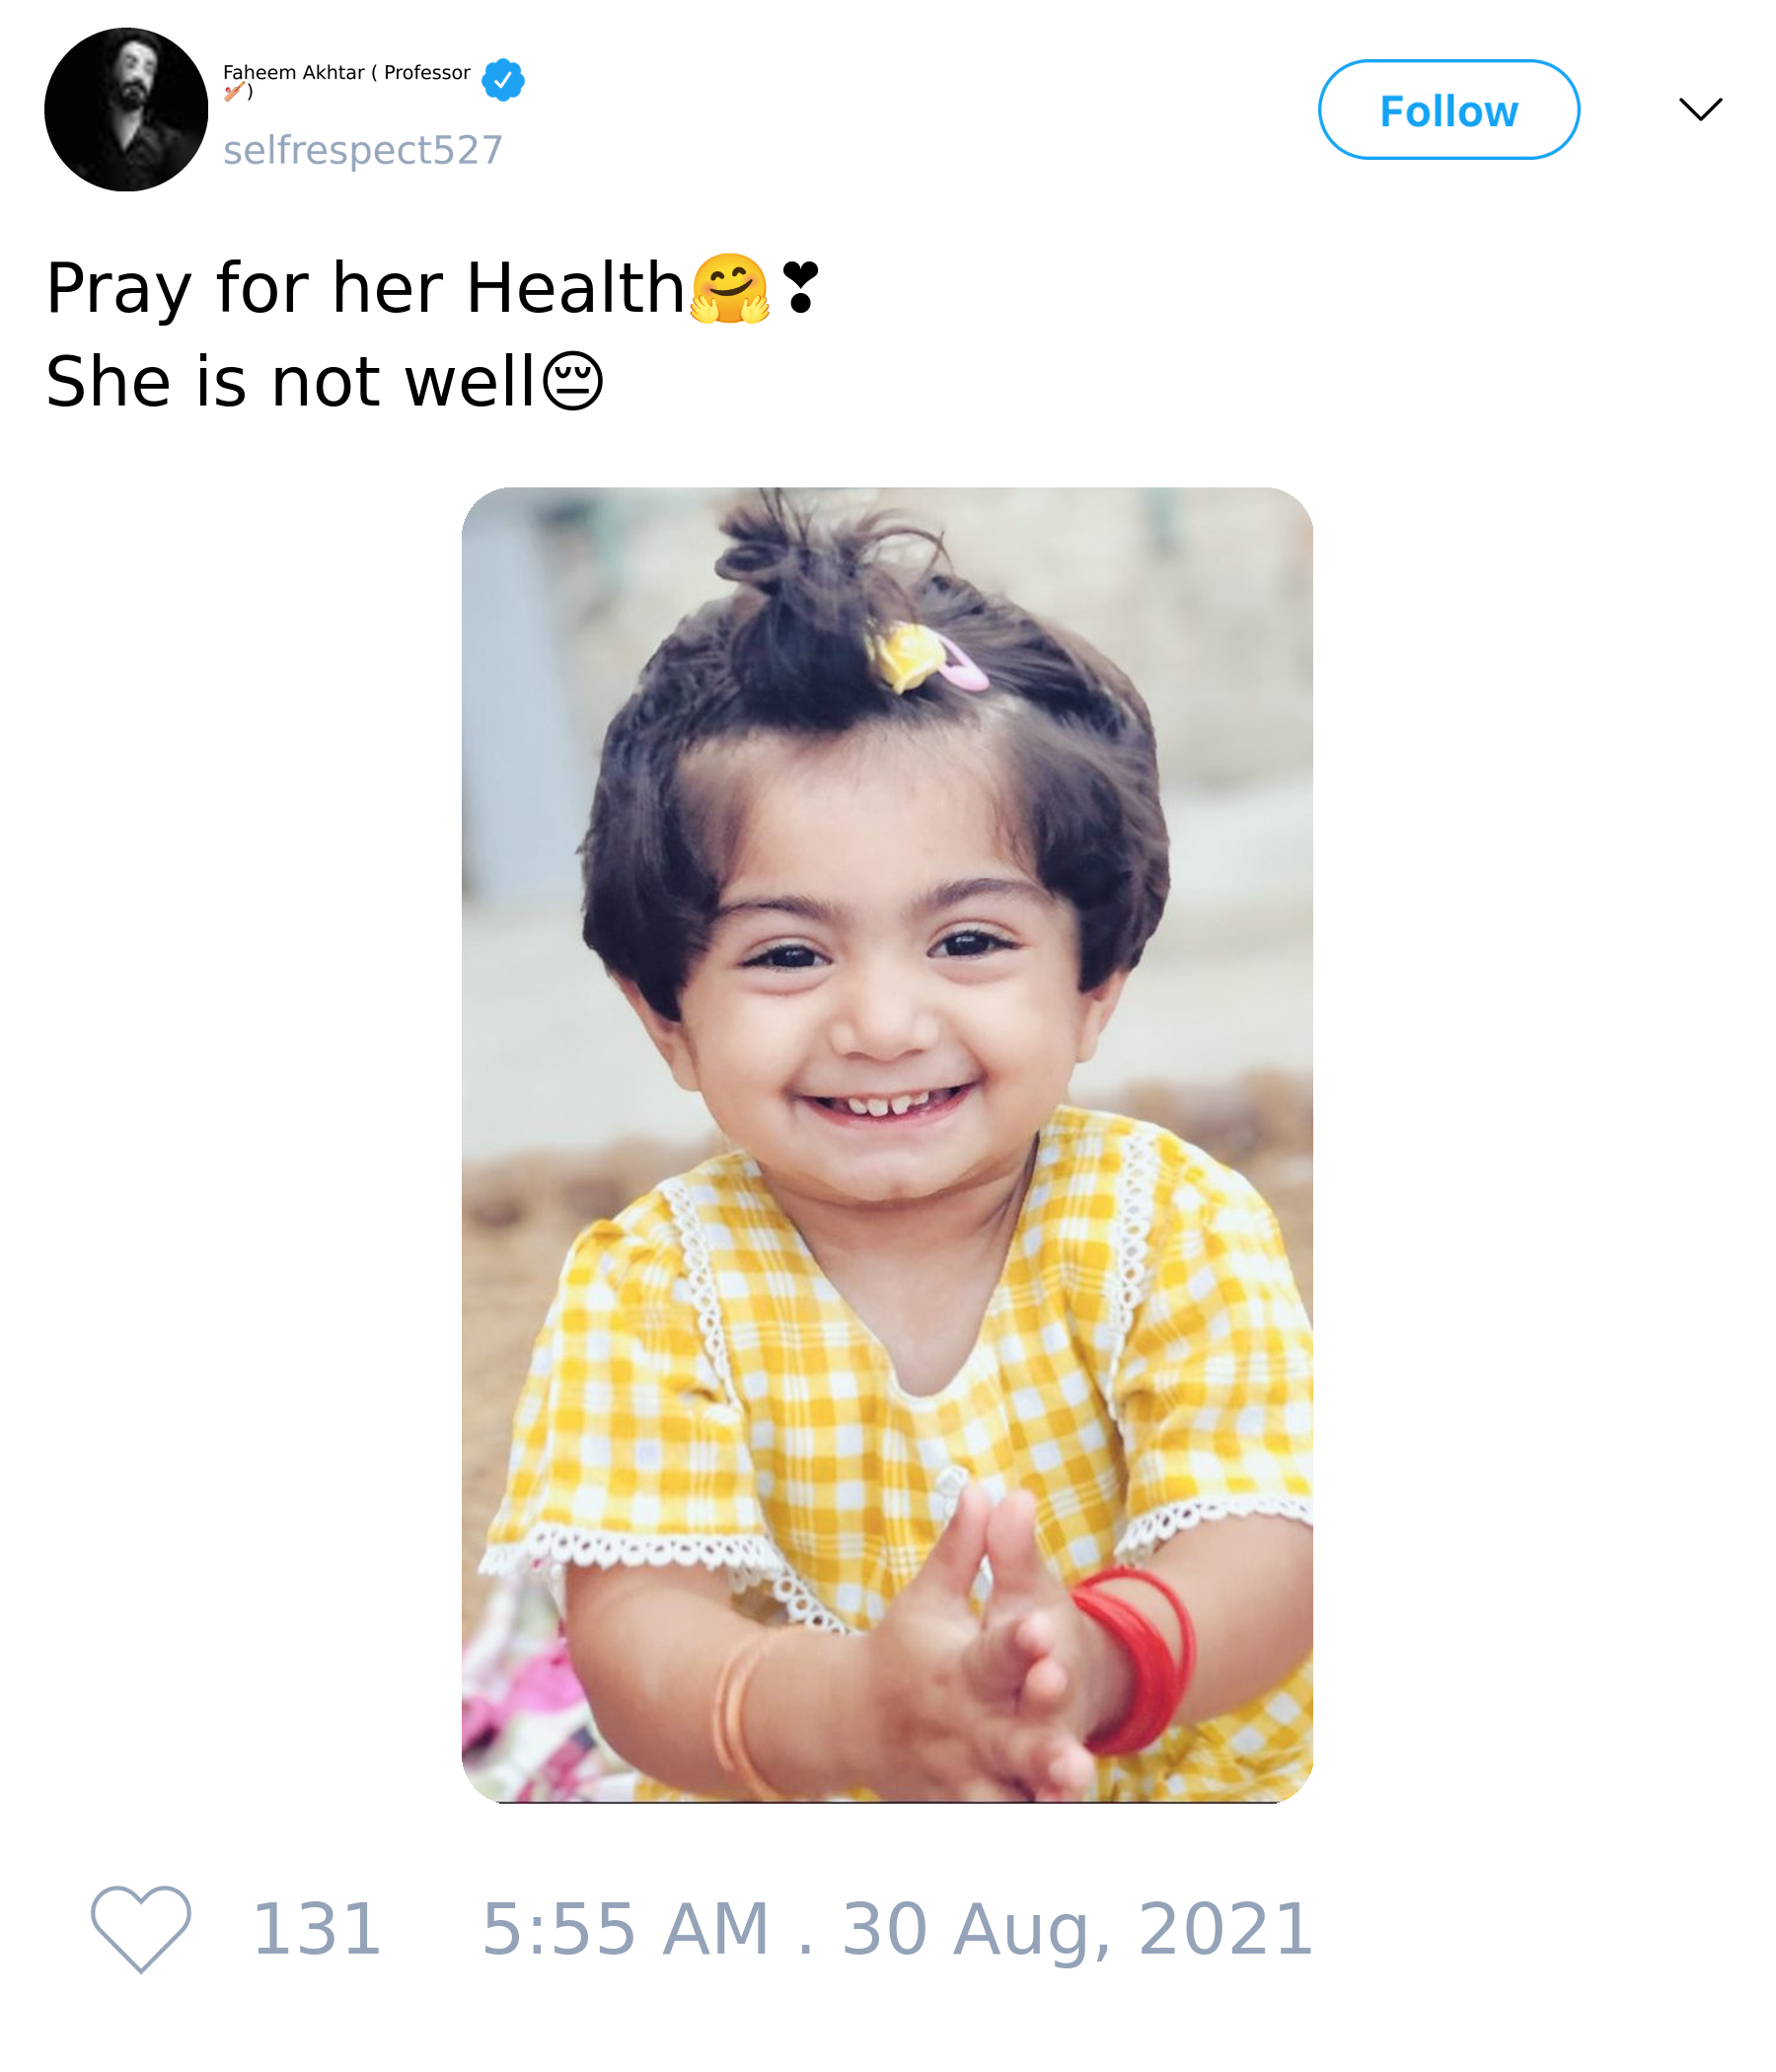 Faheem Akhtar ( Professor
🏏)
selfrespect527
Follow
Pray for her Health🤗❣
She is not well😔
131 5:55 AM . 30 Aug, 2021